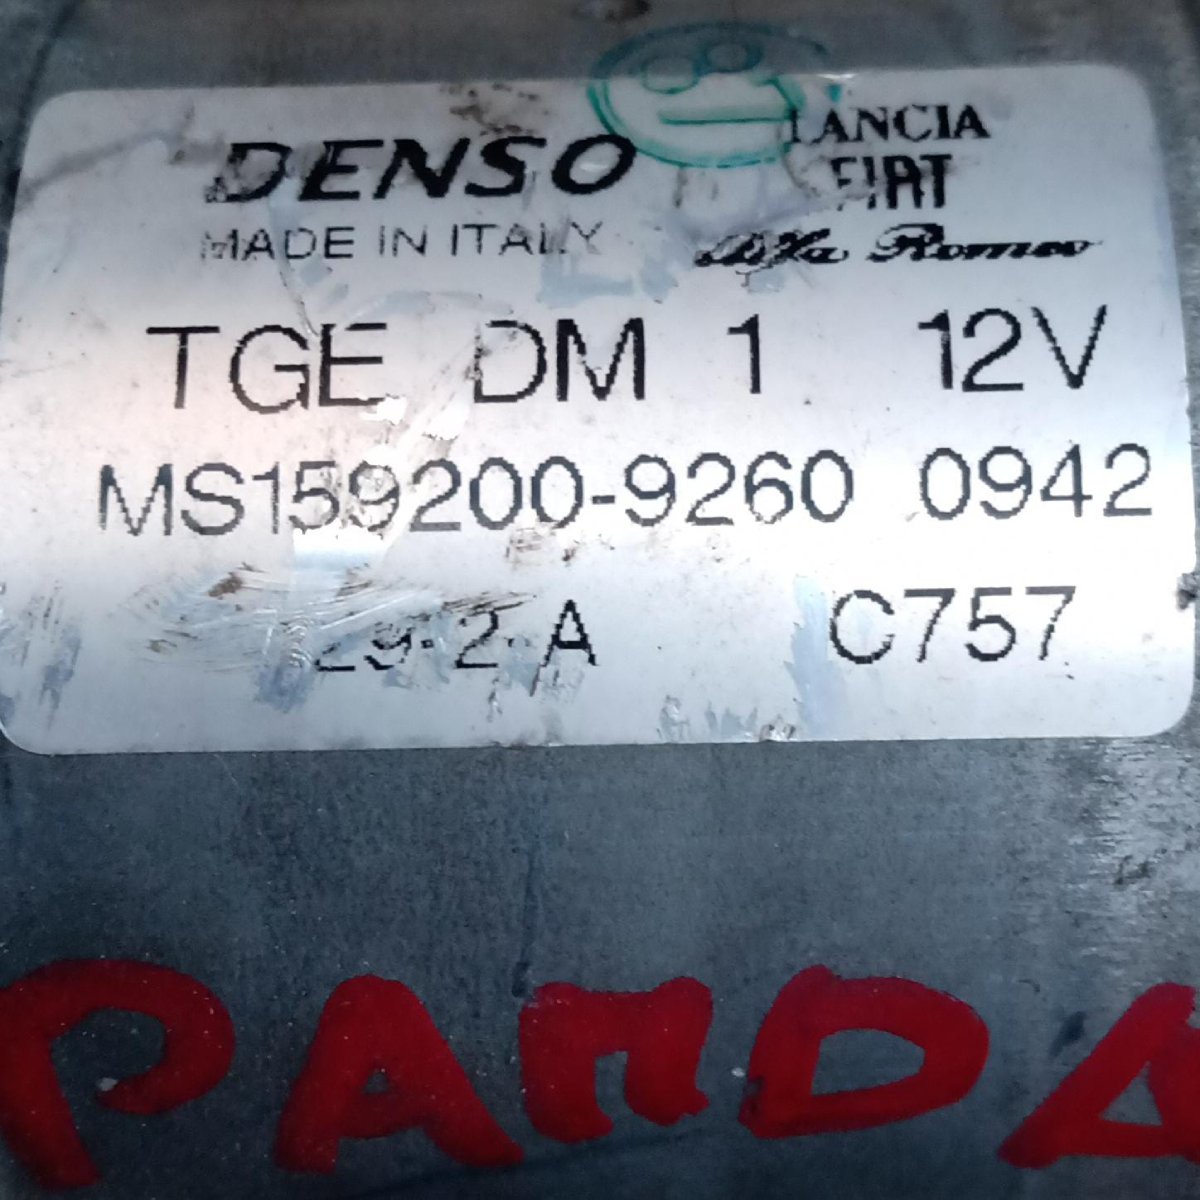 DENSO
LANCIA
FIAT
MADE IN ITALY
Alfa Romeo
TGE DM 1 12V
MS159200-9260 0942
29-2-A C757
PANDA